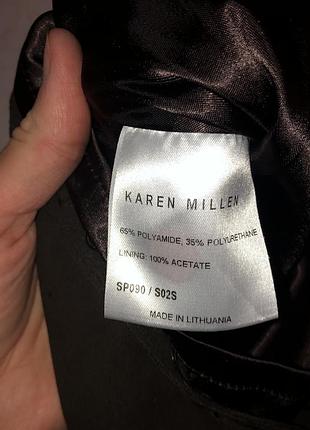 KAREN MILLEN
65% POLYAMIDE, 35% POLYURETHANE
LINING: 100% ACETATE
SP090 / S02S
MADE IN LITHUANIA